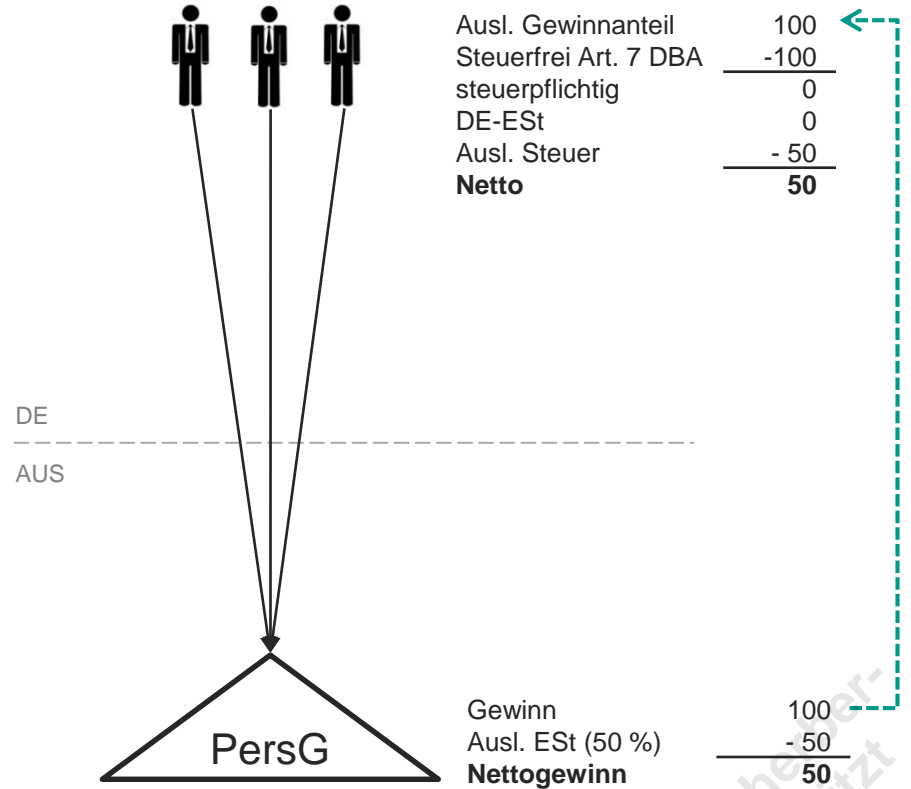 Ausl. Gewinnanteil 100
Steuerfrei Art. 7 DBA -100
steuerpflichtig 0
DE-ESt 0
Ausl. Steuer - 50
Netto 50
DE
AUS
PersG
Gewinn 100
Ausl. ESt (50 %) - 50
Nettogewinn 50